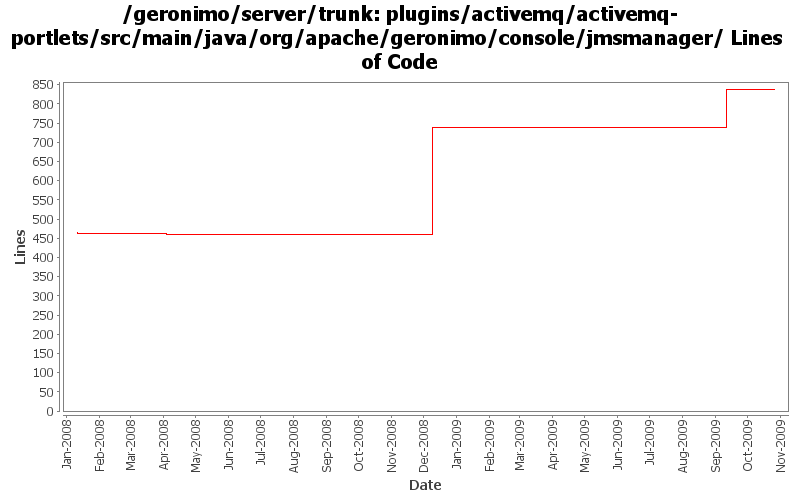 /geronimo/server/trunk: plugins/activemq/activemq-
portlets/src/main/java/org/apache/geronimo/console/jmsmanager/ Lines
of Code
Lines
850
800
750
700
650
600
550
500
450
400
350
300
250
200
150
100
50
0
Jan-2008
Feb-2008
Mar-2008
Apr-2008
May-2008
Jun-2008
Jul-2008
Aug-2008
Sep-2008
Oct-2008
Nov-2008
Dec-2008
Jan-2009
Feb-2009
Mar-2009
Apr-2009
May-2009
Jun-2009
Jul-2009
Aug-2009
Sep-2009
Oct-2009
Nov-2009
Date